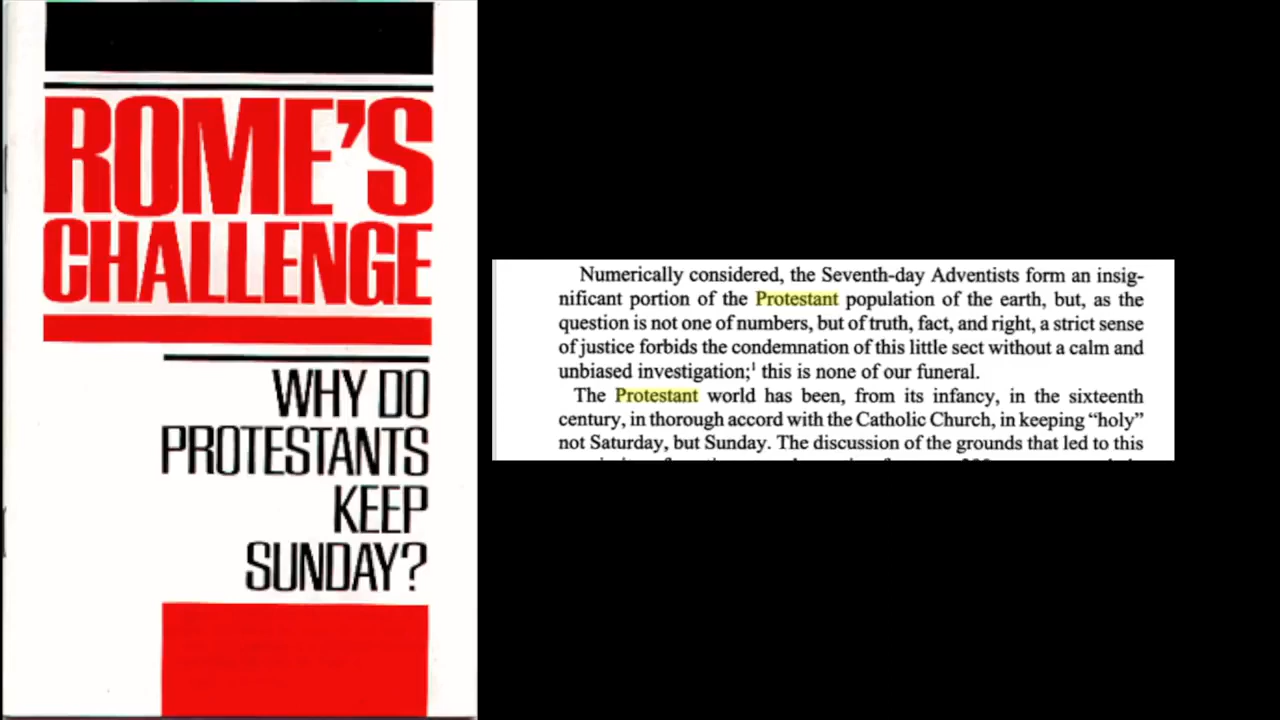 ROME'S
CHALLENGE
WHY DO
PROTESTANTS
KEEP
SUNDAY?
Numerically considered, the Seventh-day Adventists form an insig-
nificant portion of the Protestant population of the earth, but, as the
question is not one of numbers, but of truth, fact, and right, a strict sense
of justice forbids the condemnation of this little sect without a calm and
unbiased investigation;¹ this is none of our funeral.
The Protestant world has been, from its infancy, in the sixteenth
century, in thorough accord with the Catholic Church, in keeping “holy”
not Saturday, but Sunday. The discussion of the grounds that led to this